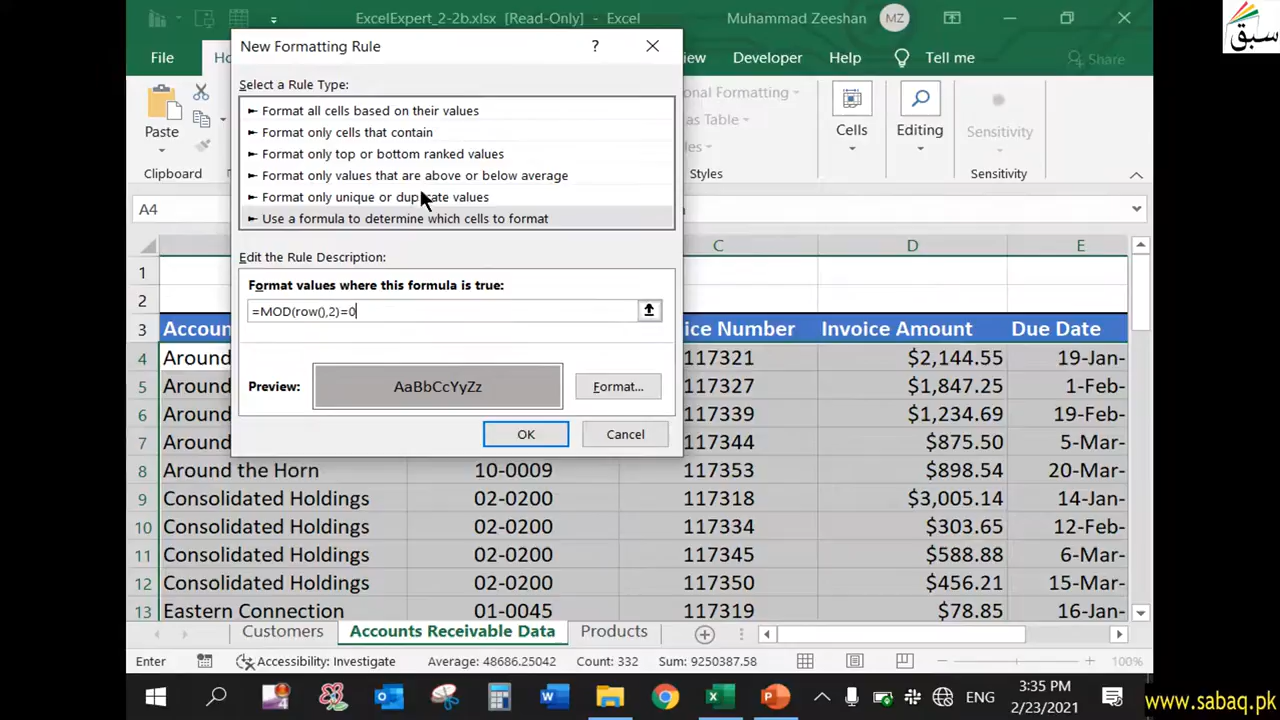 ExcelExpert_2-2b.xlsx [Read-Only] - Excel
Muhammad Zeeshan
MZ
سبق
New Formatting Rule
?
File
Developer
Help
Tell me
Share
Select a Rule Type:
► Format all cells based on their values
► Format only cells that contain
► Format only top or bottom ranked values
► Format only values that are above or below average
► Format only unique or duplicate values
► Use a formula to determine which cells to format
Paste
Clipboard
Cells
Editing
Sensitivity
Styles
Sensitivity
A4
Edit the Rule Description:
Format values where this formula is true:
=MOD(row(),2)=0
Preview:
AaBbCcYyZz
Format...
OK
Cancel
C D E
1
2
3 Invoice Amount Due Date
4 Around 117321 $2,144.55 19-Jan-
5 Around 117327 $1,847.25 1-Feb-
6 Around 117339 $1,234.69 19-Feb-
7 Around 117344 $875.50 5-Mar-
8 Around the Horn 10-0009 117353 $898.54 20-Mar-
9 Consolidated Holdings 02-0200 117318 $3,005.14 14-Jan-
10 Consolidated Holdings 02-0200 117334 $303.65 12-Feb-
11 Consolidated Holdings 02-0200 117345 $588.88 6-Mar-
12 Consolidated Holdings 02-0200 117350 $456.21 15-Mar-
13 Eastern Connection 01-0045 117319 $78.85 16-Jan-
Customers Accounts Receivable Data Products
Enter Accessibility: Investigate Average: 48686.25042 Count: 332 Sum: 9250387.58 100%
ENG
3:35 PM
2/23/2021
www.sabaq.pk